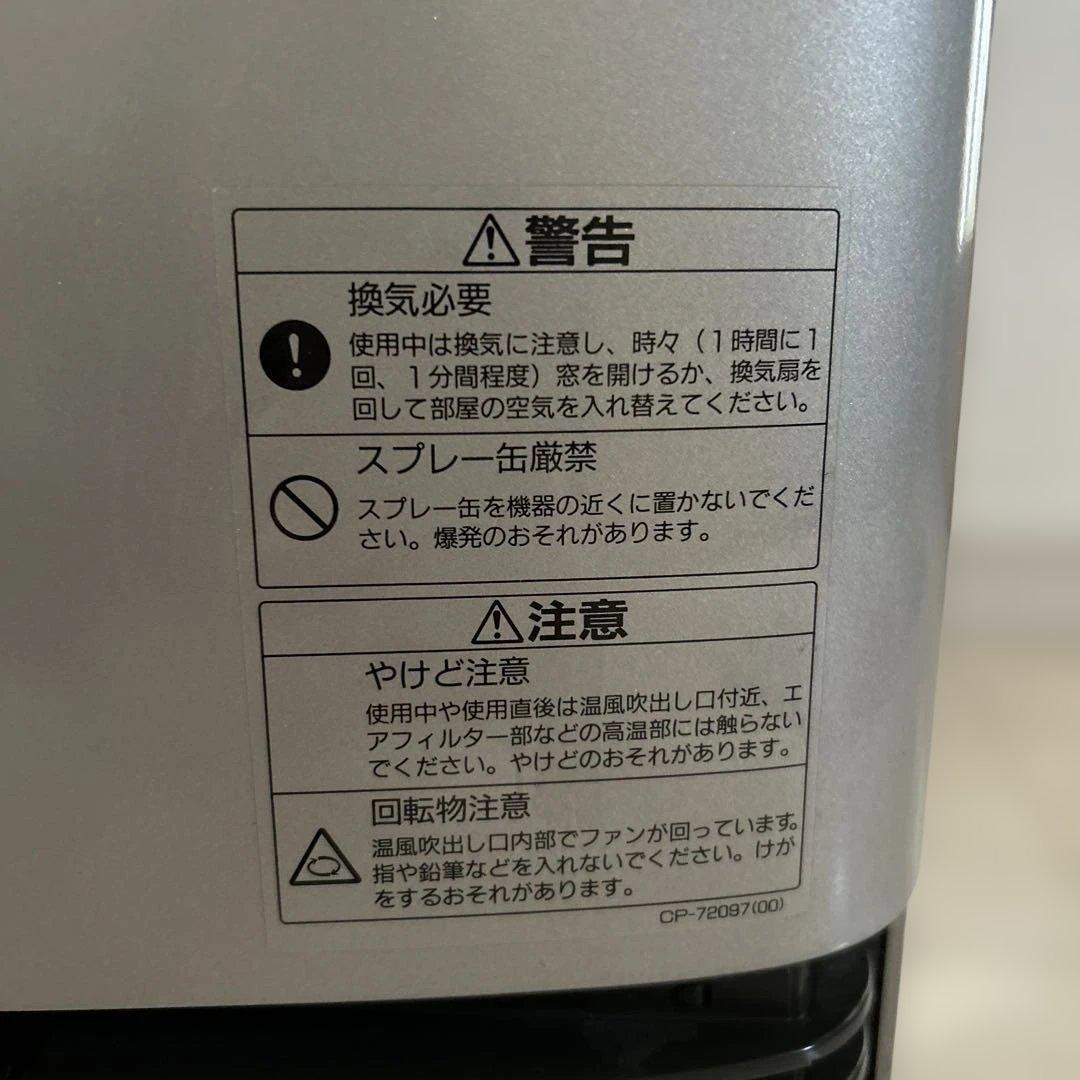 警告
換気必要
使用中は換気に注意し、時々（1時間に1
回、1分間程度）窓を開けるか、換気扇を
回して部屋の空気を入れ替えてください。
スプレー缶厳禁
スプレー缶を機器の近くに置かないでくだ
さい。爆発のおそれがあります。
注意
やけど注意
使用中や使用直後は温風吹出し口付近、エ
アフィルター部などの高温部には触らない
でください。やけどのおそれがあります。
回転物注意
温風吹出し口内部でファンが回っています。
指や鉛筆などを入れないでください。けが
をするおそれがあります。
CP-72097(00)